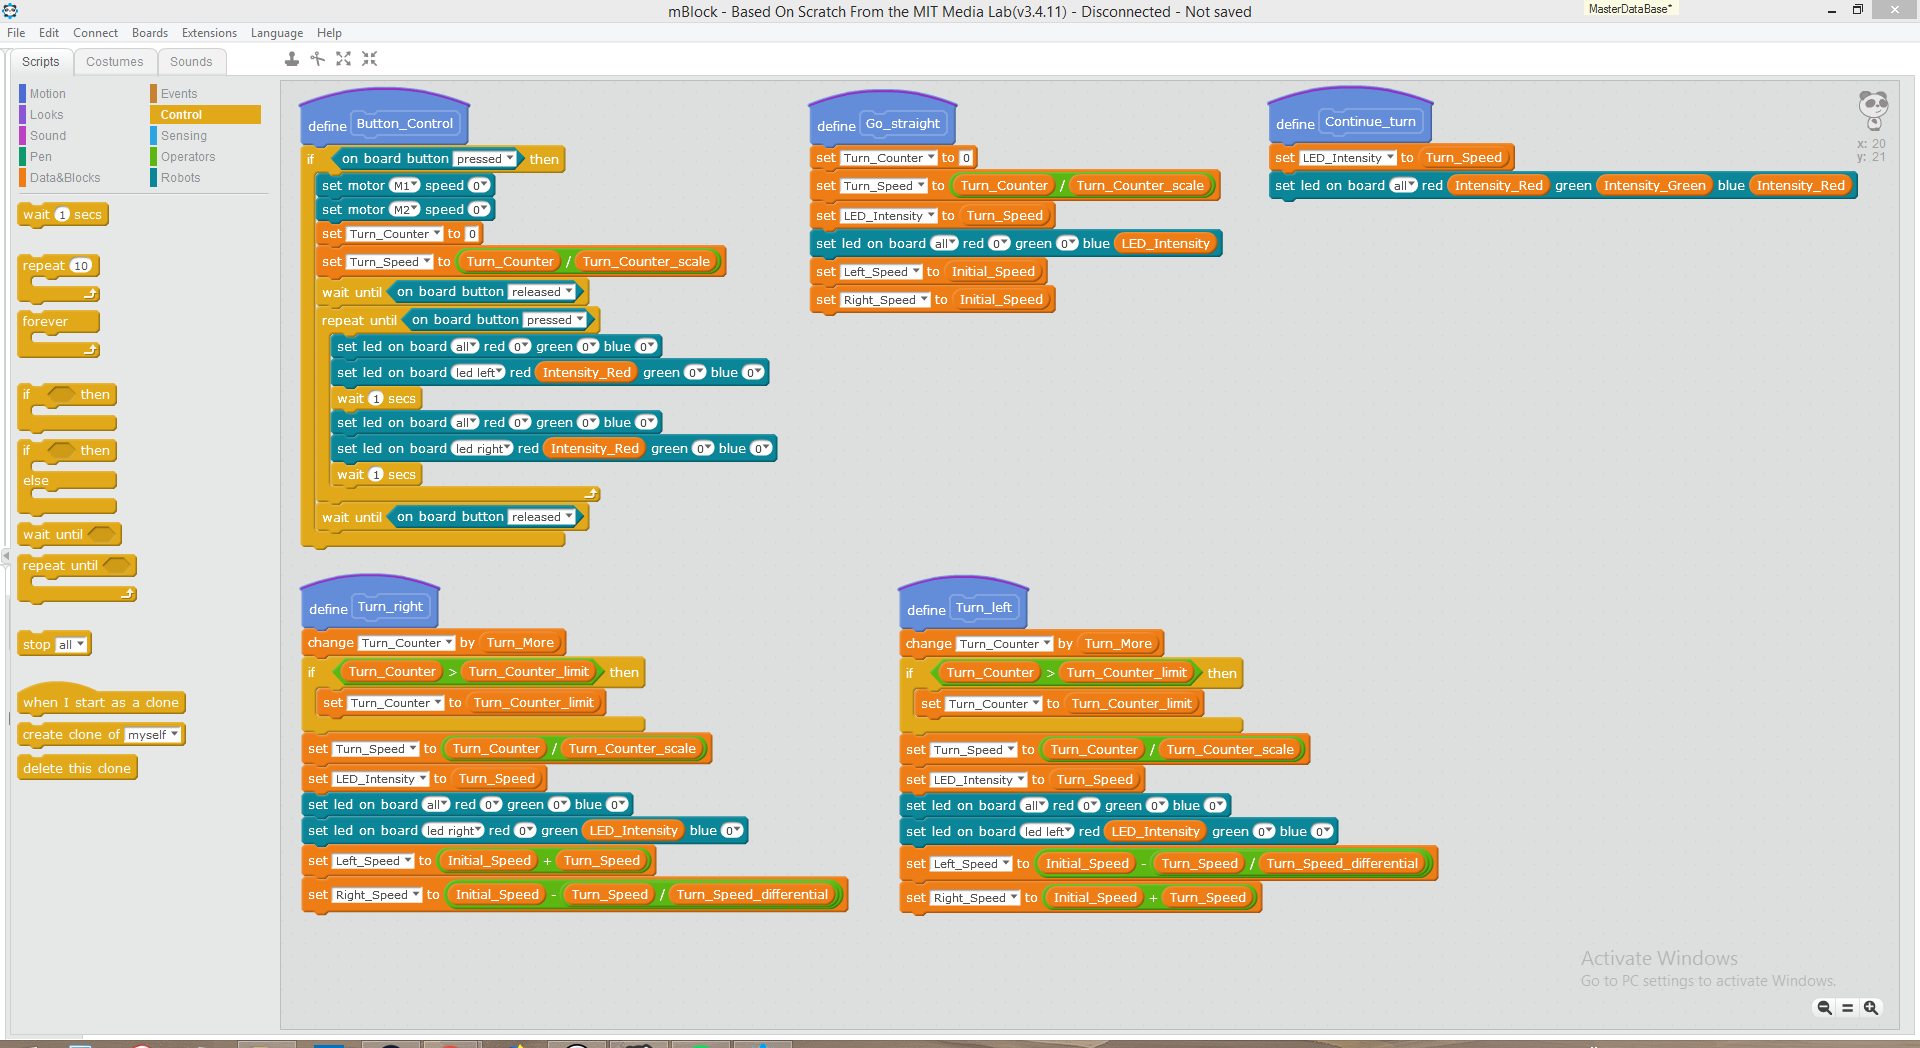 mBlock - Based On Scratch From the MIT Media Lab(v3.4.11) - Disconnected - Not saved
MasterDataBase*
File Edit Connect Boards Extensions Language Help
Scripts Costumes Sounds
Motion Events
Looks Control
Sound Sensing
Pen Operators
Data&Blocks Robots
wait 1 secs
repeat 10
forever
if then
if then
else
wait until
repeat until
stop all
when I start as a clone
create clone of myself
delete this clone
define Button_Control
if on board button pressed then
set motor M1 speed 0
set motor M2 speed 0
set Turn_Counter to 0
set Turn_Speed to Turn_Counter / Turn_Counter_scale
wait until on board button released
repeat until on board button pressed
set led on board all red 0 green 0 blue 0
set led on board led left red Intensity_Red green 0 blue 0
wait 1 secs
set led on board all red 0 green 0 blue 0
set led on board led right red Intensity_Red green 0 blue 0
wait 1 secs
wait until on board button released
define Go_straight
set Turn_Counter to 0
set Turn_Speed to Turn_Counter / Turn_Counter_scale
set LED_Intensity to Turn_Speed
set led on board all red 0 green 0 blue LED_Intensity
set Left_Speed to Initial_Speed
set Right_Speed to Initial_Speed
define Continue_turn
set LED_Intensity to Turn_Speed
set led on board all red Intensity_Red green Intensity_Green blue Intensity_Red
x: 20
y: 21
define Turn_right
change Turn_Counter by Turn_More
if Turn_Counter > Turn_Counter_limit then
set Turn_Counter to Turn_Counter_limit
set Turn_Speed to Turn_Counter / Turn_Counter_scale
set LED_Intensity to Turn_Speed
set led on board all red 0 green 0 blue 0
set led on board led right red 0 green LED_Intensity blue 0
set Left_Speed to Initial_Speed + Turn_Speed
set Right_Speed to Initial_Speed - Turn_Speed / Turn_Speed_differential
define Turn_left
change Turn_Counter by Turn_More
if Turn_Counter > Turn_Counter_limit then
set Turn_Counter to Turn_Counter_limit
set Turn_Speed to Turn_Counter / Turn_Counter_scale
set LED_Intensity to Turn_Speed
set led on board all red 0 green 0 blue 0
set led on board led left red LED_Intensity green 0 blue 0
set Left_Speed to Initial_Speed - Turn_Speed / Turn_Speed_differential
set Right_Speed to Initial_Speed + Turn_Speed
Activate Windows
Go to PC settings to activate Windows.